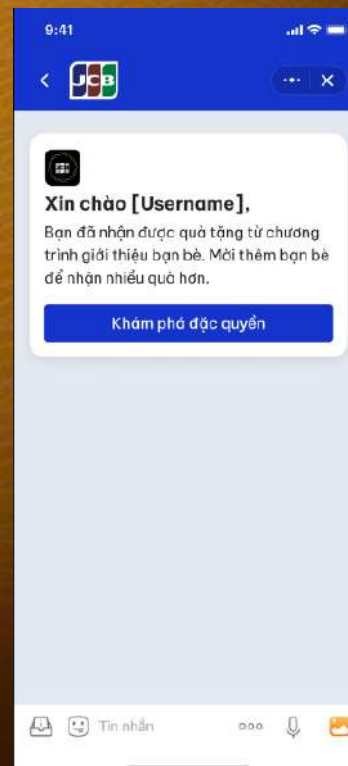 9:41
JCB
Xin chào [Username],
Bạn đã nhận được quà tặng từ chương
trình giới thiệu bạn bè. Mời thêm bạn bè
để nhận nhiều quà hơn.
Khám phá đặc quyền
Tin nhắn